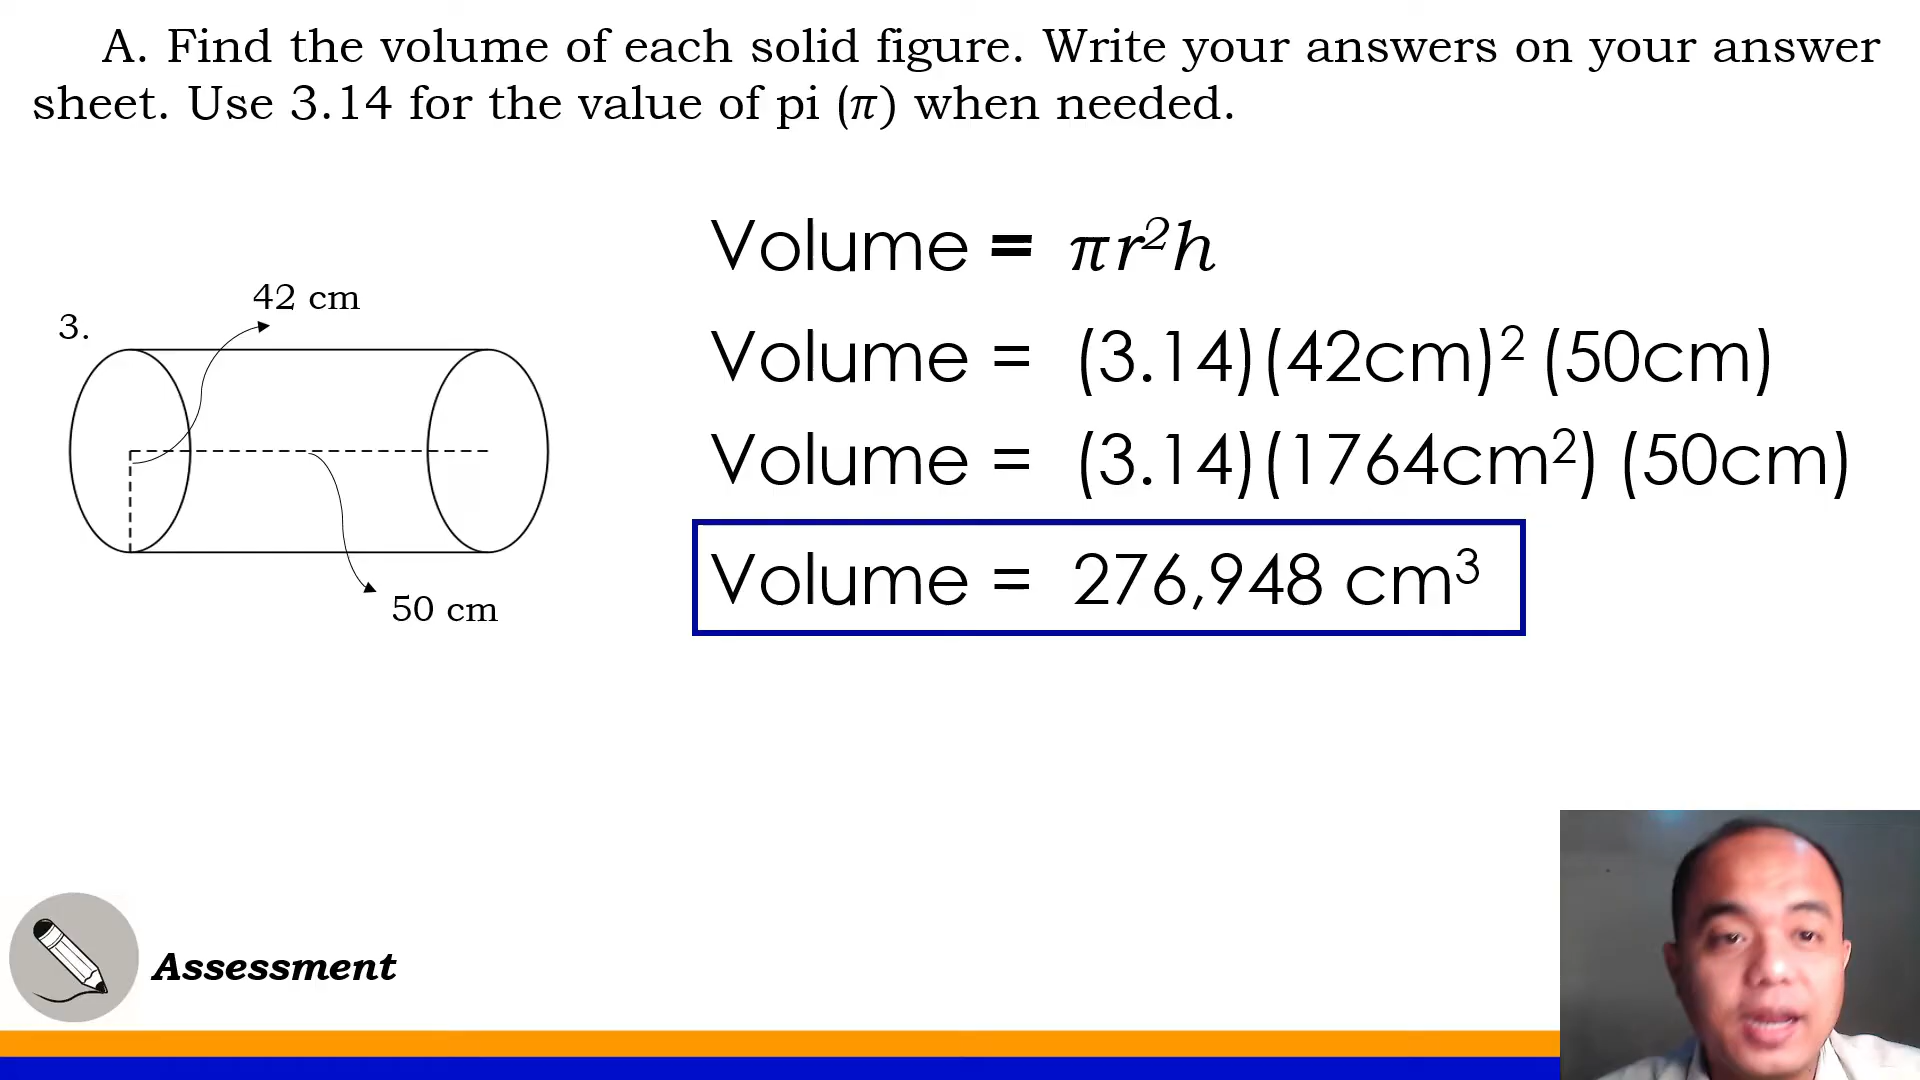 A. Find the volume of each solid figure. Write your answers on your answer
sheet. Use 3.14 for the value of pi (π) when needed.
3.
42 cm
50 cm
Volume = πr²h
Volume = (3.14)(42cm)² (50cm)
Volume = (3.14)(1764cm²) (50cm)
Volume = 276,948 cm³
Assessment